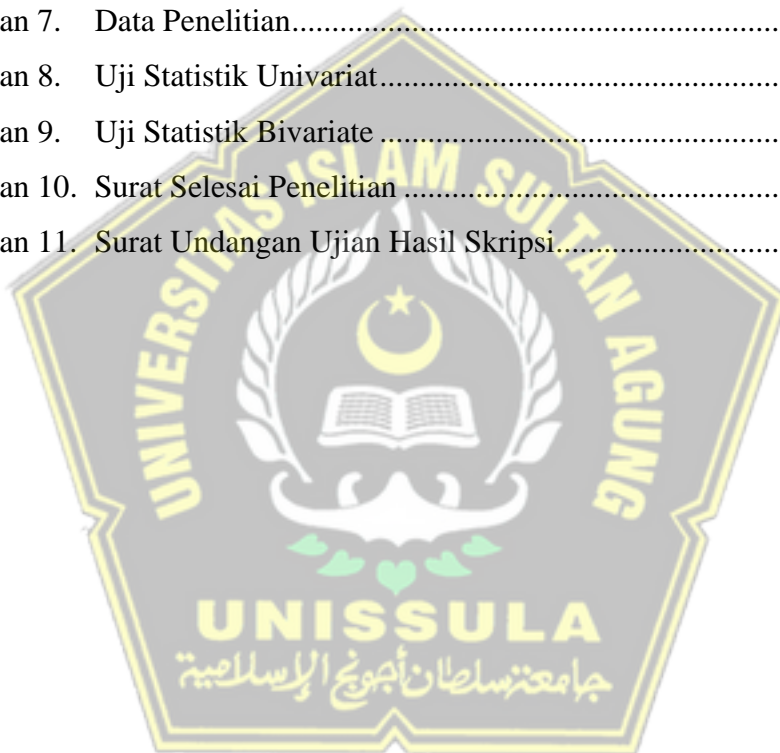 an 7. Data Penelitian
an 8. Uji Statistik Univariat
an 9. Uji Statistik Bivariate
an 10. Surat Selesai Penelitian
an 11. Surat Undangan Ujian Hasil Skripsi
UNIVERSITAS ISLAM SULTAN AGUNG
UNISSULA
جامعة سلطان أجونج الإسلامية